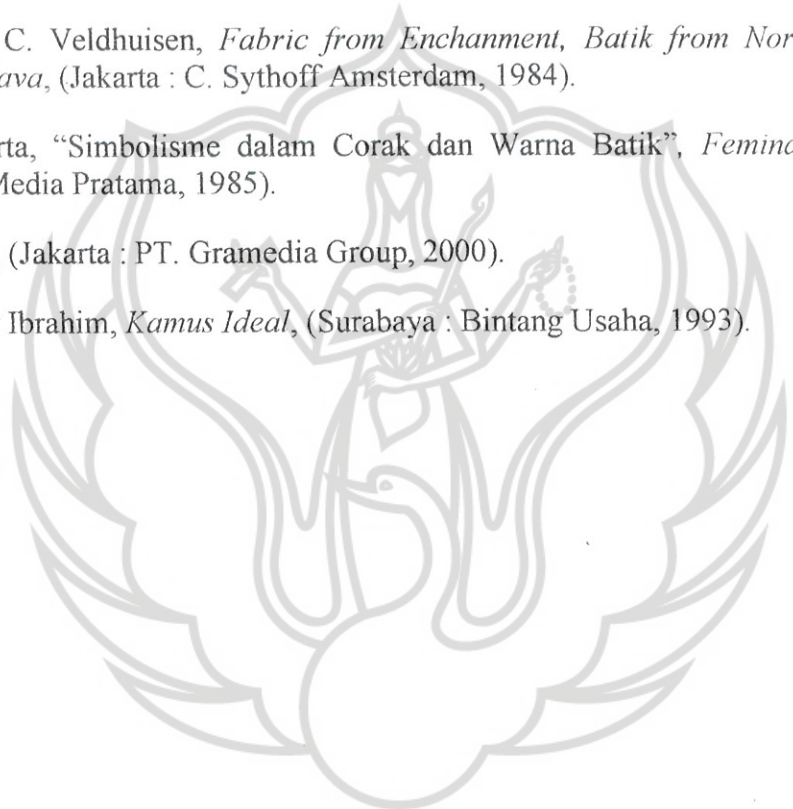 C. Veldhuisen, Fabric from Enchanment, Batik from Nor
ava, (Jakarta : C. Sythoff Amsterdam, 1984).
rta, “Simbolisme dalam Corak dan Warna Batik”, Femina
Media Pratama, 1985).
(Jakarta : PT. Gramedia Group, 2000).
Ibrahim, Kamus Ideal, (Surabaya : Bintang Usaha, 1993).